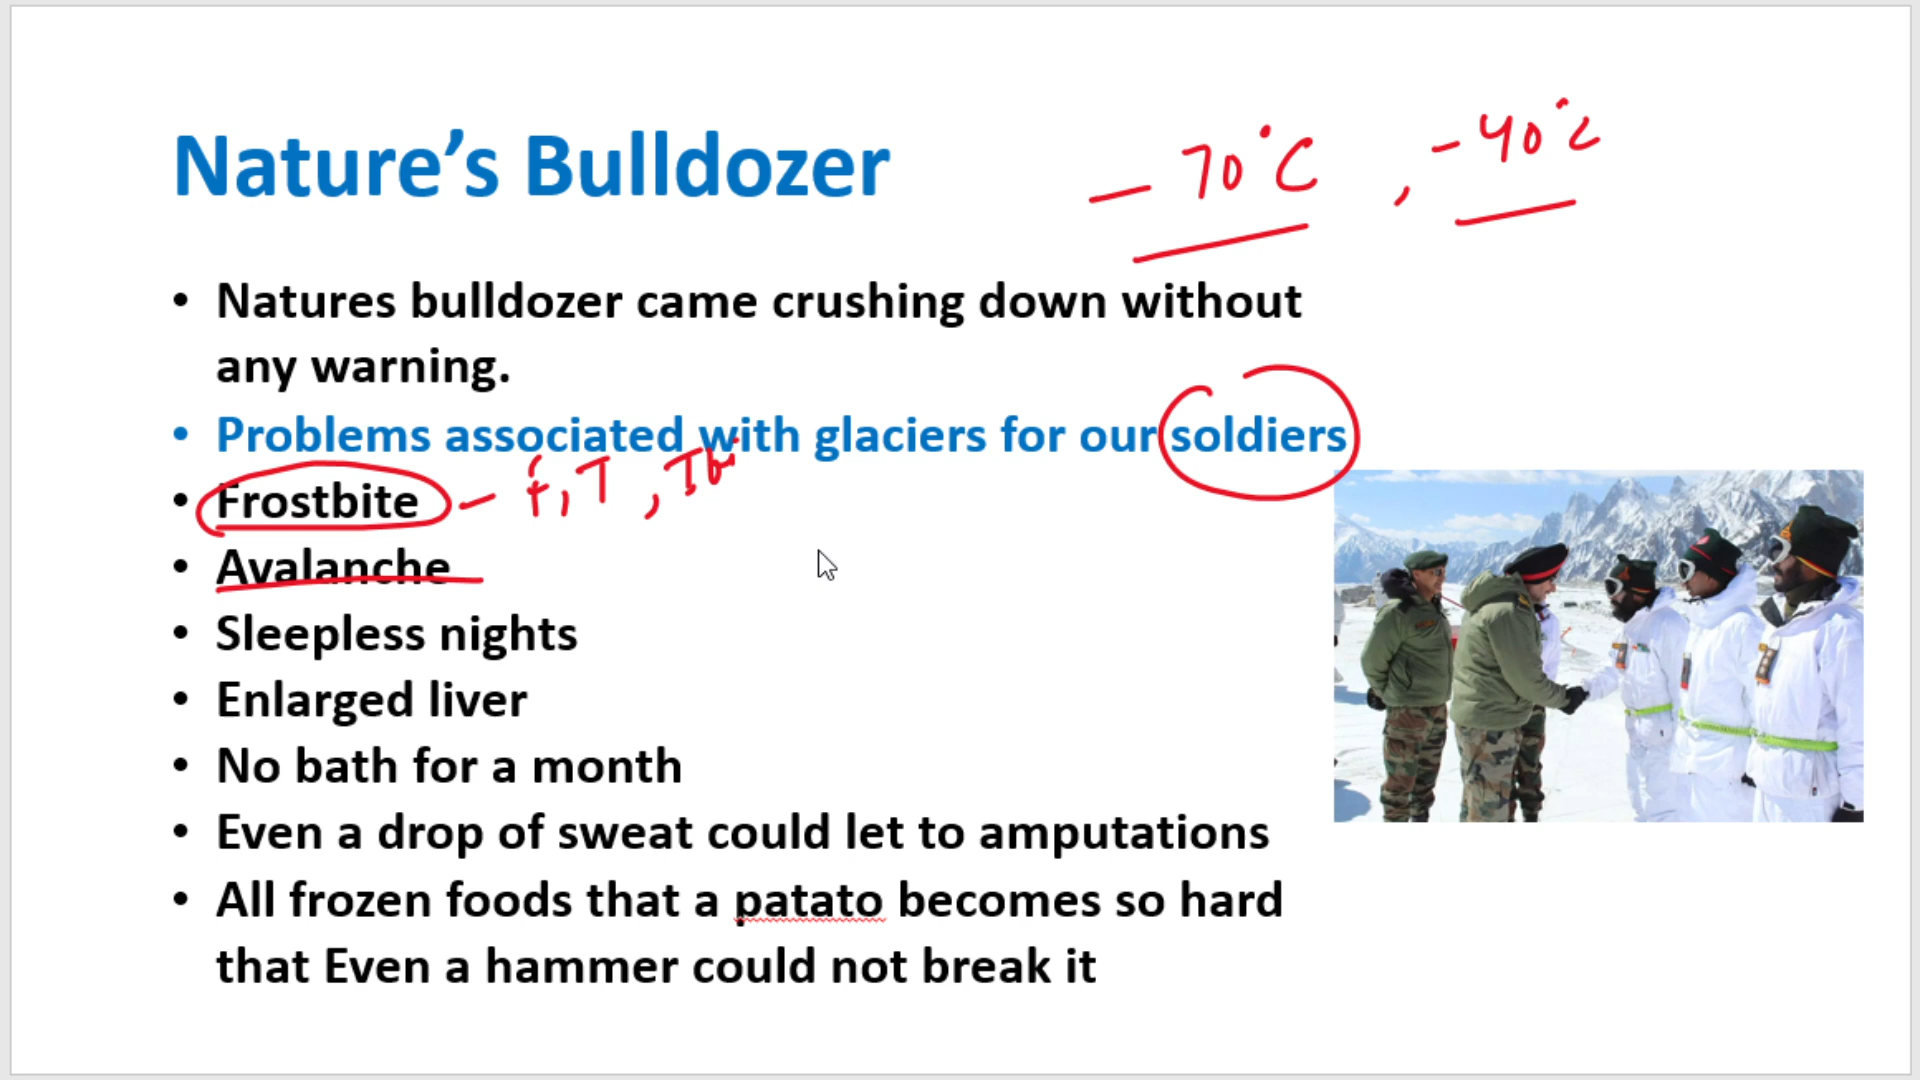 Nature’s Bulldozer
– 70°C , – 40°C
• Natures bulldozer came crushing down without
any warning.
• Problems associated with glaciers for our soldiers
• Frostbite – f, T ,
• Avalanche
• Sleepless nights
• Enlarged liver
• No bath for a month
• Even a drop of sweat could let to amputations
• All frozen foods that a patato becomes so hard
that Even a hammer could not break it